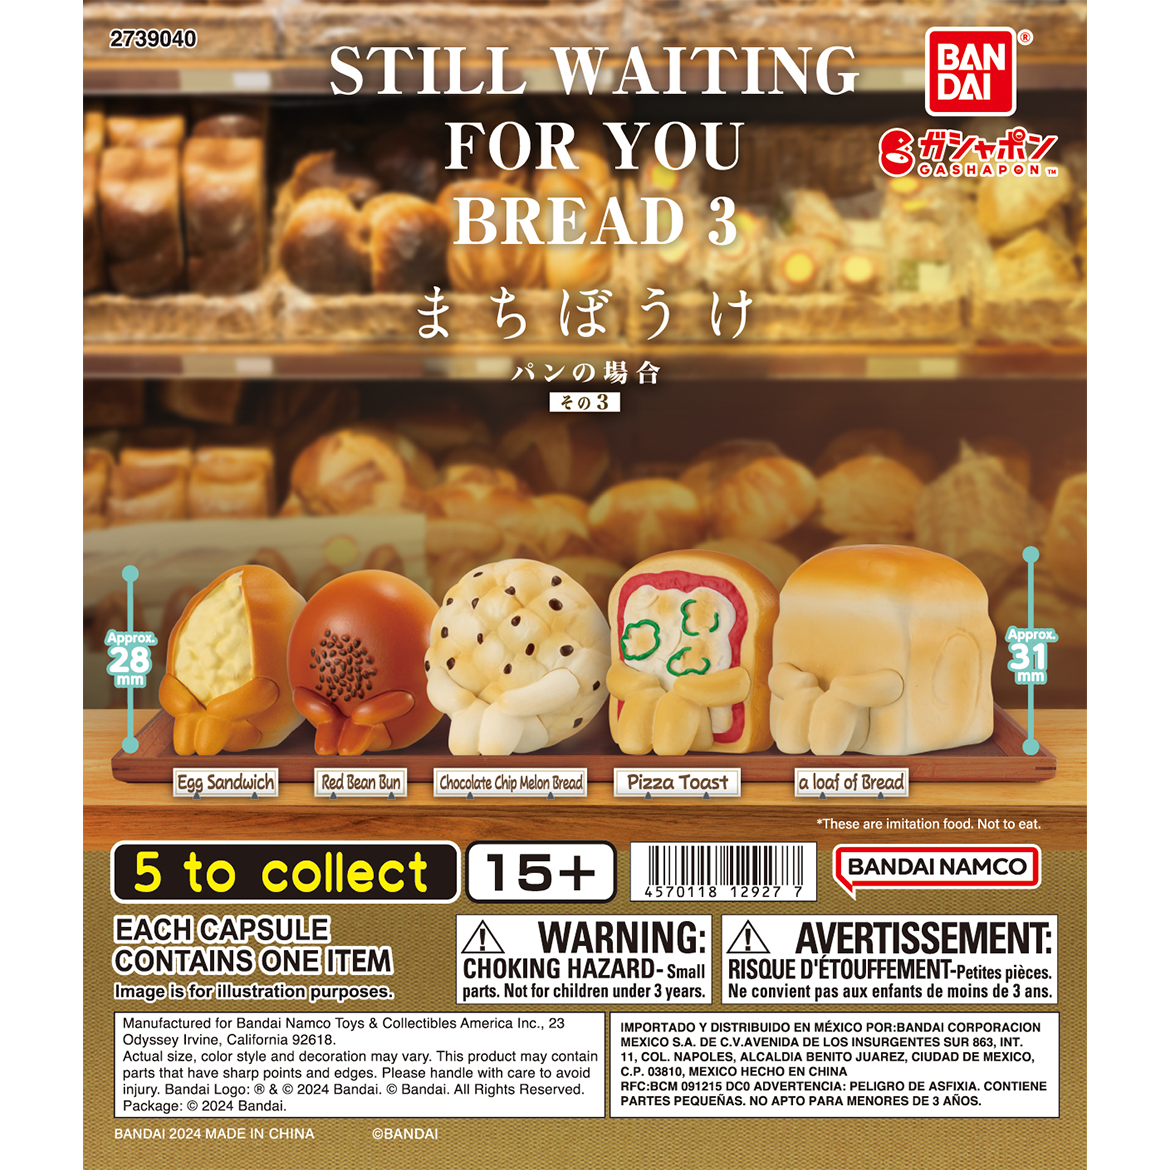 2739040
STILL WAITING
FOR YOU
BREAD 3
BAN
DAI
®
ガシャポン
GASHAPON™
まちぼうけ
パンの場合
その3
Approx.
28
mm
Approx.
31
mm
Egg Sandwich
Red Bean Bun
Chocolate Chip Melon Bread
Pizza Toast
a loaf of Bread
*These are imitation food. Not to eat.
5 to collect
15+
4570118 12927 7
BANDAI NAMCO
EACH CAPSULE
CONTAINS ONE ITEM
Image is for illustration purposes.
WARNING:
CHOKING HAZARD- Small
parts. Not for children under 3 years.
AVERTISSEMENT:
RISQUE D'ÉTOUFFEMENT-Petites pièces.
Ne convient pas aux enfants de moins de 3 ans.
Manufactured for Bandai Namco Toys & Collectibles America Inc., 23
Odyssey Irvine, California 92618.
Actual size, color style and decoration may vary. This product may contain
parts that have sharp points and edges. Please handle with care to avoid
injury. Bandai Logo: ® & © 2024 Bandai. © Bandai. All Rights Reserved.
Package: © 2024 Bandai.
IMPORTADO Y DISTRIBUIDO EN MÉXICO POR:BANDAI CORPORACION
MEXICO S.A. DE C.V.AVENIDA DE LOS INSURGENTES SUR 863, INT.
11, COL. NAPOLES, ALCALDIA BENITO JUAREZ, CIUDAD DE MEXICO,
C.P. 03810, MEXICO HECHO EN CHINA
RFC:BCM 091215 DC0 ADVERTENCIA: PELIGRO DE ASFIXIA. CONTIENE
PARTES PEQUEÑAS. NO APTO PARA MENORES DE 3 AÑOS.
BANDAI 2024 MADE IN CHINA
©BANDAI